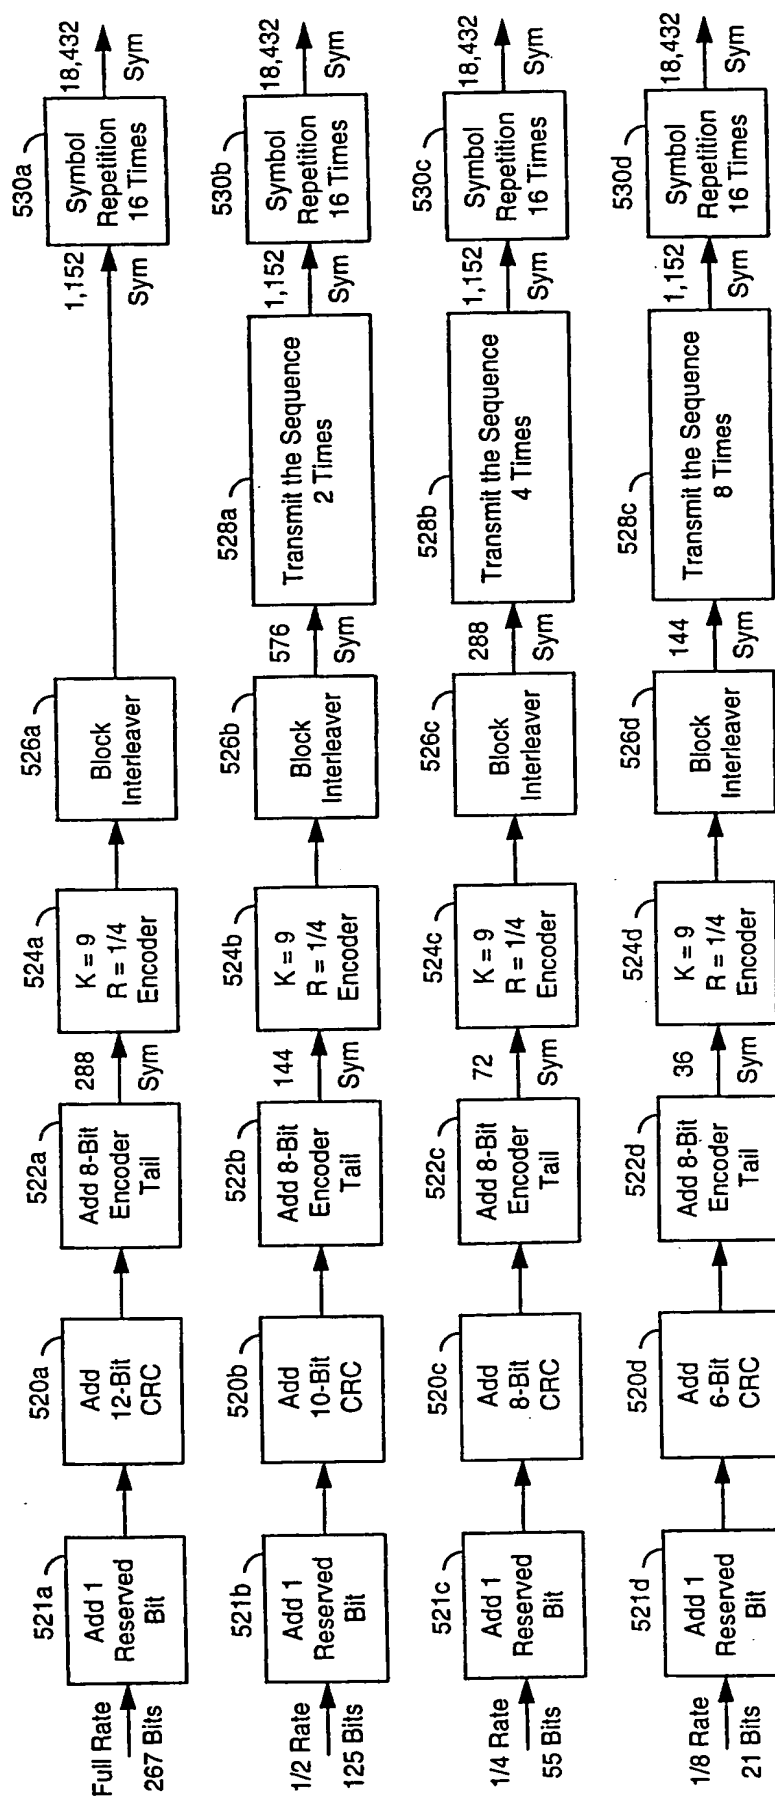 Full Rate
267 Bits
521a
Add 1
Reserved
Bit
520a
Add
12-Bit
CRC
522a
Add 8-Bit
Encoder
Tail
288
Sym
524a
K = 9
R = 1/4
Encoder
526a
Block
Interleaver
1,152
Sym
530a
Symbol
Repetition
16 Times
18,432
Sym
1/2 Rate
125 Bits
521b
Add 1
Reserved
Bit
520b
Add
10-Bit
CRC
522b
Add 8-Bit
Encoder
Tail
144
Sym
524b
K = 9
R = 1/4
Encoder
526b
Block
Interleaver
576
Sym
528a
Transmit the Sequence
2 Times
1,152
Sym
530b
Symbol
Repetition
16 Times
18,432
Sym
1/4 Rate
55 Bits
521c
Add 1
Reserved
Bit
520c
Add
8-Bit
CRC
522c
Add 8-Bit
Encoder
Tail
72
Sym
524c
K = 9
R = 1/4
Encoder
526c
Block
Interleaver
288
Sym
528b
Transmit the Sequence
4 Times
1,152
Sym
530c
Symbol
Repetition
16 Times
18,432
Sym
1/8 Rate
21 Bits
521d
Add 1
Reserved
Bit
520d
Add
6-Bit
CRC
522d
Add 8-Bit
Encoder
Tail
36
Sym
524d
K = 9
R = 1/4
Encoder
526d
Block
Interleaver
144
Sym
528c
Transmit the Sequence
8 Times
1,152
Sym
530d
Symbol
Repetition
16 Times
18,432
Sym